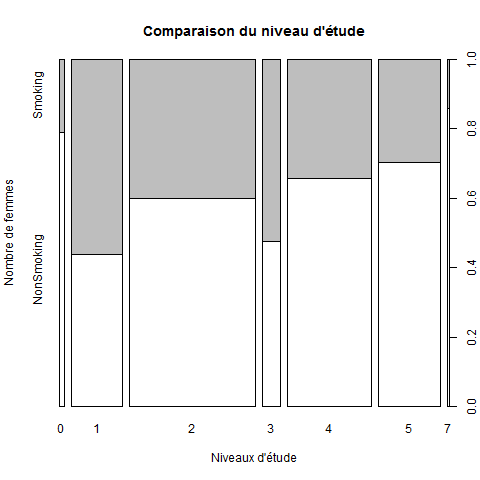 Comparaison du niveau d'étude
Smoking
NonSmoking
Nombre de femmes
1.0
0.8
0.6
0.4
0.2
0.0
0 1 2 3 4 5 7
Niveaux d'étude